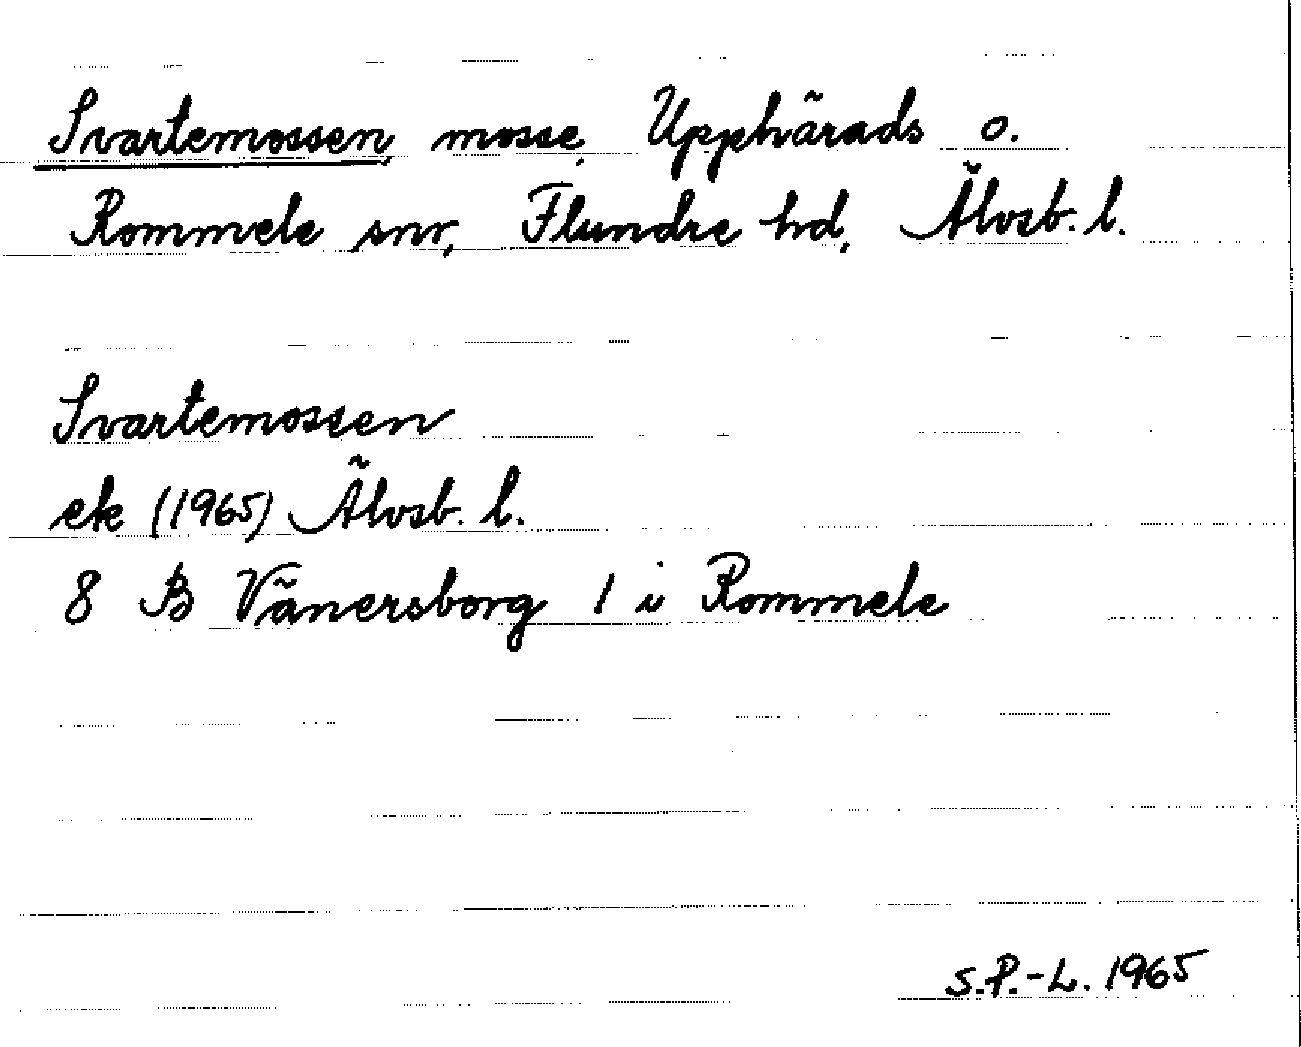 Svartemossen, mosse, Upphärads o.
Rommele snr, Flundre hd, Älvsb. l.
Svartemossen
ek (1965) Älvsb. l.
8 B Vänersborg 1 i Rommele
S.P.-L. 1965